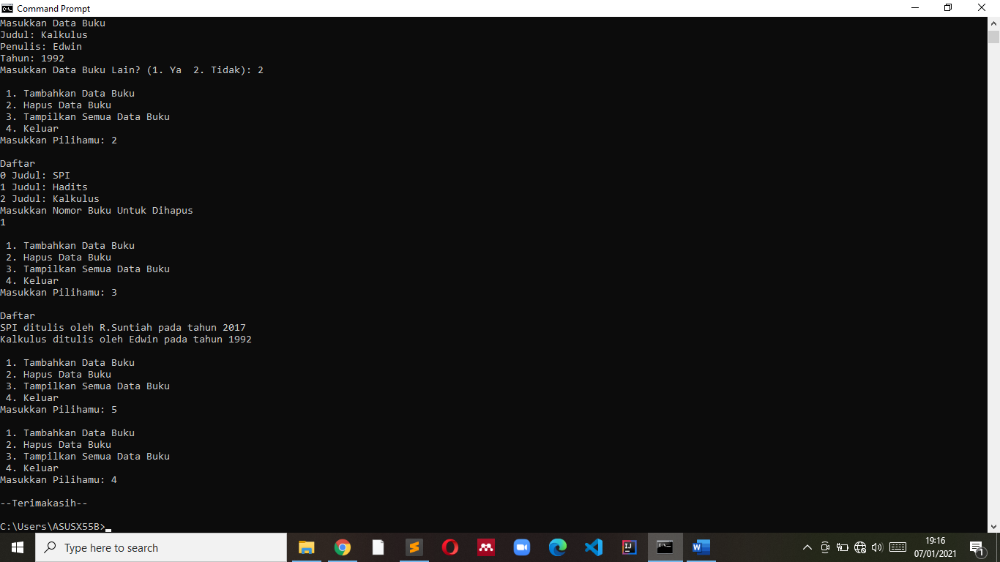 Command Prompt
Masukkan Data Buku
Judul: Kalkulus
Penulis: Edwin
Tahun: 1992
Masukkan Data Buku Lain? (1. Ya  2. Tidak): 2
1. Tambahkan Data Buku
2. Hapus Data Buku
3. Tampilkan Semua Data Buku
4. Keluar
Masukkan Pilihamu: 2
Daftar
0 Judul: SPI
1 Judul: Hadits
2 Judul: Kalkulus
Masukkan Nomor Buku Untuk Dihapus
1
1. Tambahkan Data Buku
2. Hapus Data Buku
3. Tampilkan Semua Data Buku
4. Keluar
Masukkan Pilihamu: 3
Daftar
SPI ditulis oleh R.Suntiah pada tahun 2017
Kalkulus ditulis oleh Edwin pada tahun 1992
1. Tambahkan Data Buku
2. Hapus Data Buku
3. Tampilkan Semua Data Buku
4. Keluar
Masukkan Pilihamu: 5
1. Tambahkan Data Buku
2. Hapus Data Buku
3. Tampilkan Semua Data Buku
4. Keluar
Masukkan Pilihamu: 4
--Terimakasih--
C:\Users\ASUSX55B>
Type here to search
19:16
07/01/2021
1